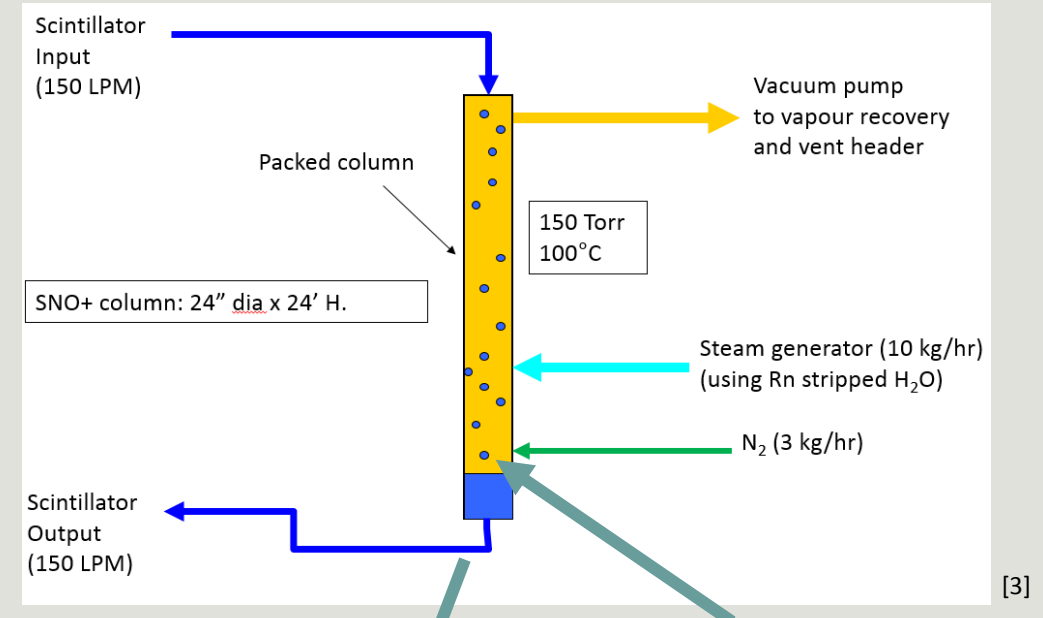 Scintillator
Input
(150 LPM)
Vacuum pump
to vapour recovery
and vent header
Packed column
150 Torr
100°C
SNO+ column: 24” dia x 24’ H.
Steam generator (10 kg/hr)
(using Rn stripped H₂O)
N₂ (3 kg/hr)
Scintillator
Output
(150 LPM)
[3]